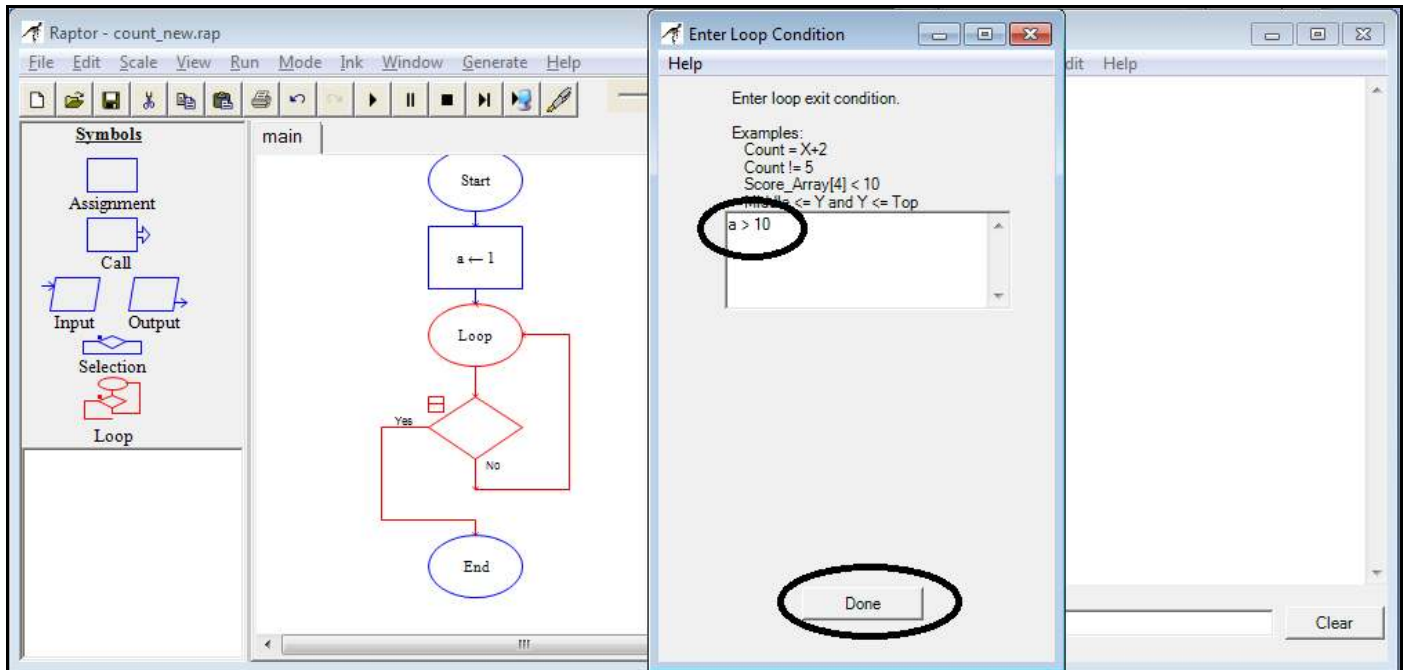 Raptor - count_new.rap
File Edit Scale View Run Mode Ink Window Generate Help
Symbols
Assignment
Call
Input Output
Selection
Loop
main
Start
a ← 1
Loop
Yes
No
End
Enter Loop Condition
Help
Enter loop exit condition.
Examples:
Count = X+2
Count != 5
Score_Array[4] < 10
Middle <= Y and Y <= Top
a > 10
Done
dit Help
Clear